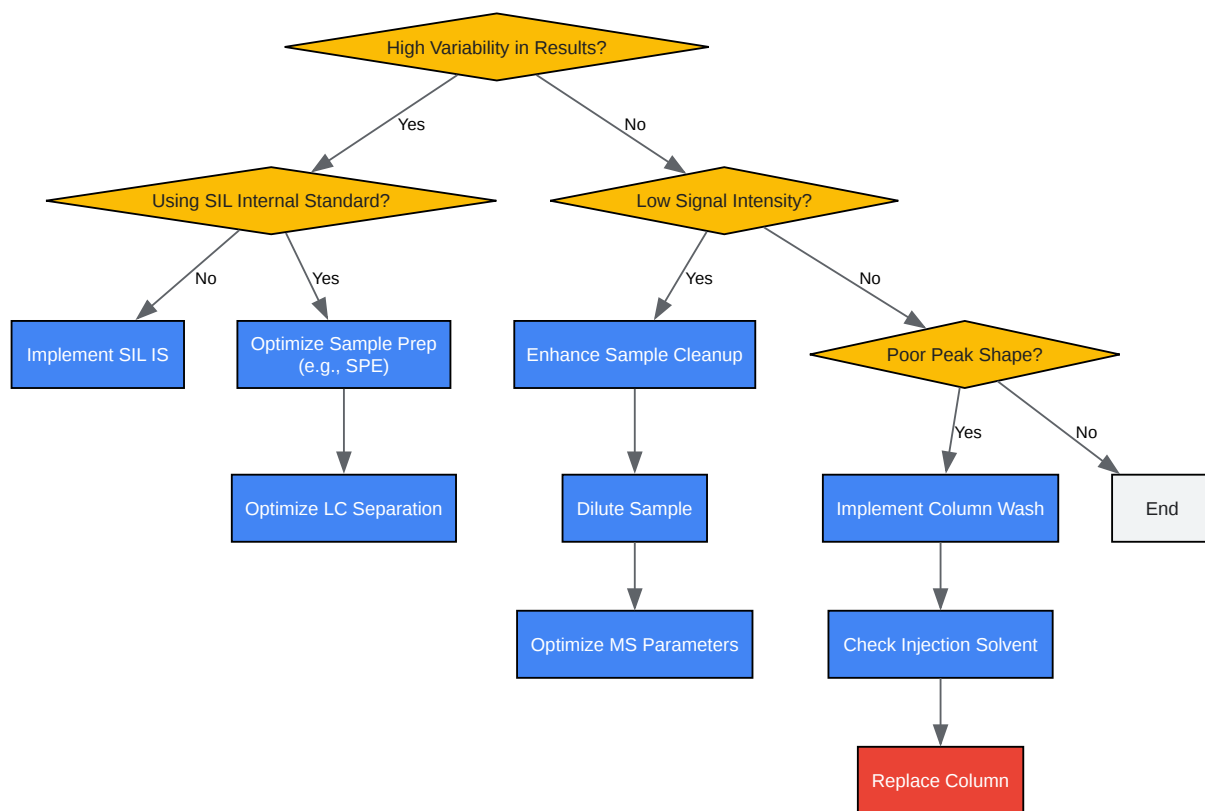 High Variability in Results?
Yes
No
Using SIL Internal Standard?
Low Signal Intensity?
No
Yes
Yes
No
Implement SIL IS
Optimize Sample Prep
(e.g., SPE)
Enhance Sample Cleanup
Poor Peak Shape?
Yes
No
Optimize LC Separation
Dilute Sample
Implement Column Wash
End
Optimize MS Parameters
Check Injection Solvent
Replace Column